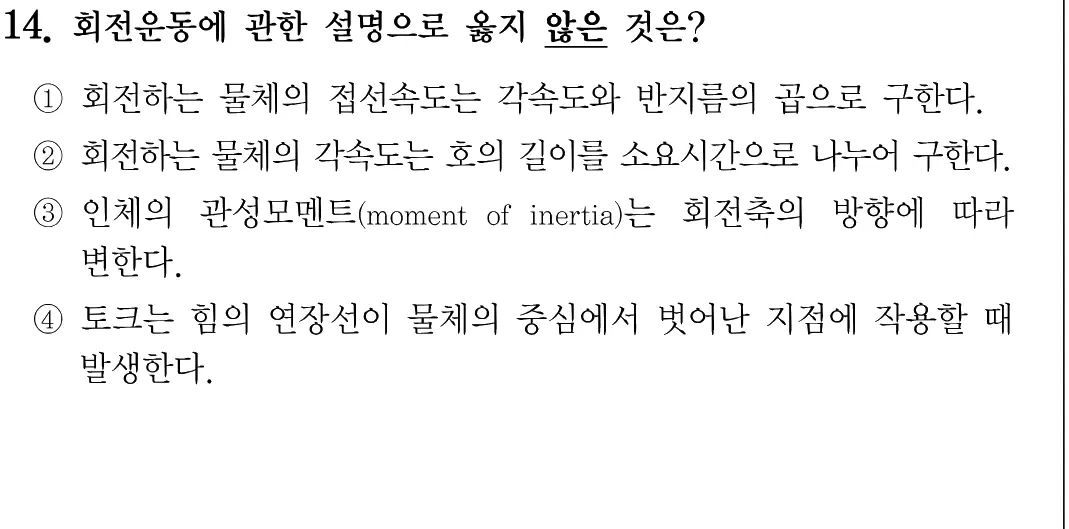 14. 회전운동에 관한 설명으로 옳지 않은 것은?
① 회전하는 물체의 접선속도는 각속도와 반지름의 곱으로 구한다.
② 회전하는 물체의 각속도는 호의 길이를 소요시간으로 나누어 구한다.
③ 인체의 관성모멘트(moment of inertia)는 회전축의 방향에 따라
변한다.
④ 토크는 힘의 연장선이 물체의 중심에서 벗어난 지점에 작용할 때
발생한다.